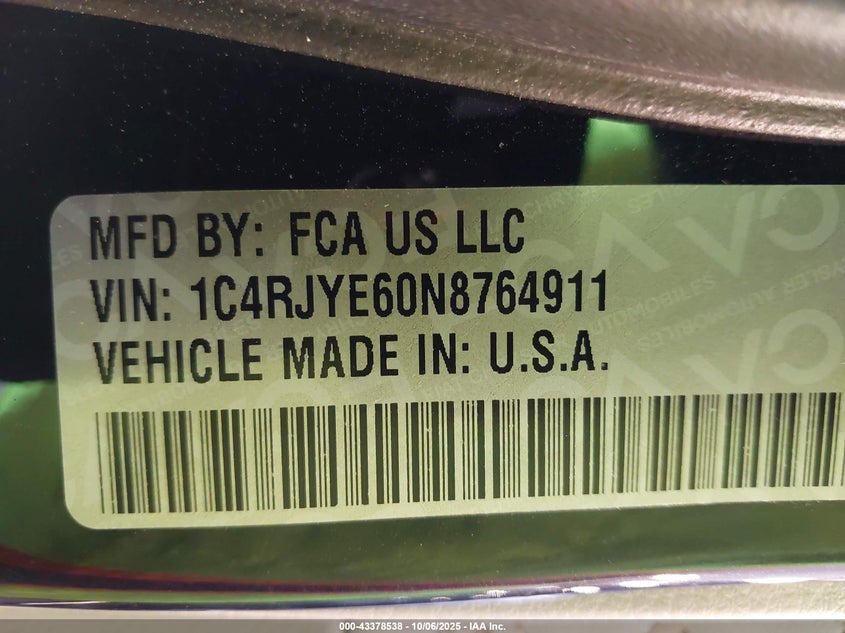 MFD BY: FCA US LLC
VIN: 1C4RJYE60N8764911
VEHICLE MADE IN: U.S.A.
000-43378538 - 10/06/2025 - IAA Inc.